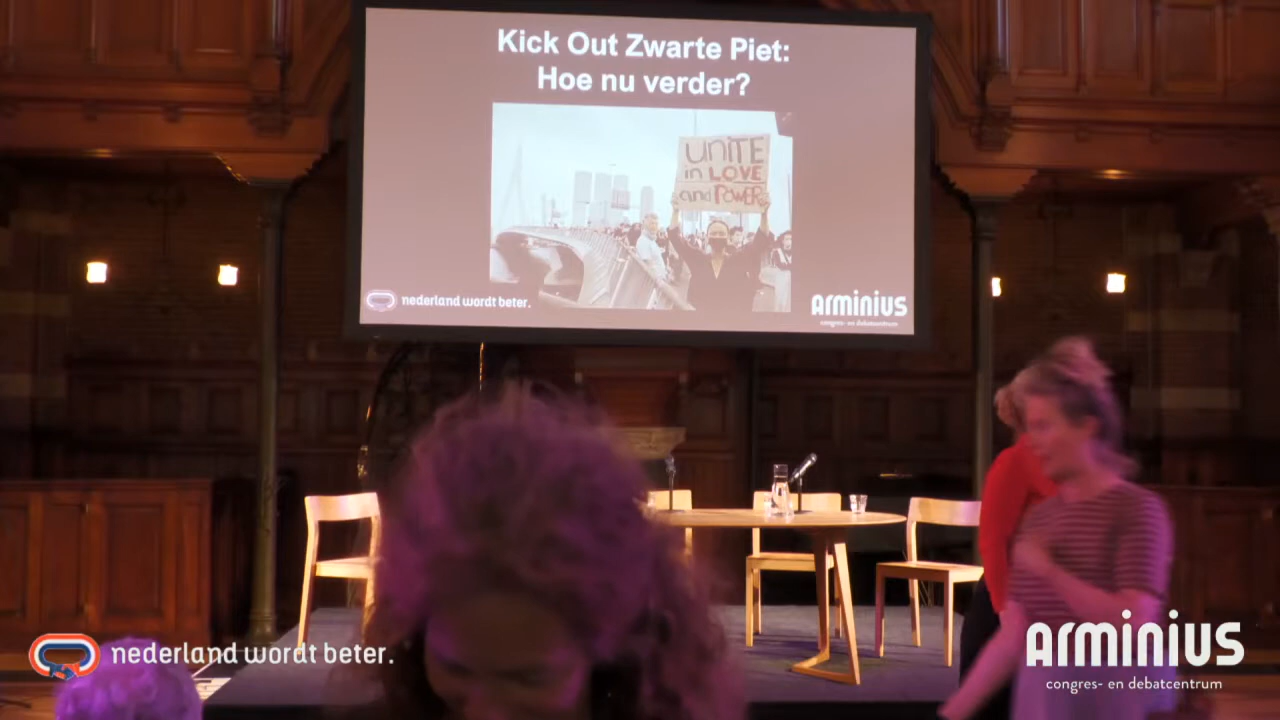 Kick Out Zwarte Piet:
Hoe nu verder?
UNITE
in LOVE
and POWER
nederland wordt beter.
ArminiUS
congres- en debatcentrum
nederland wordt beter.
ArminiUS
congres- en debatcentrum